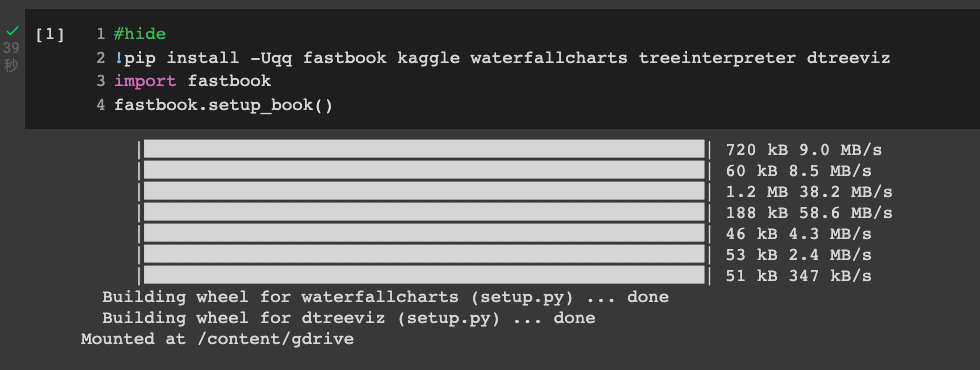 [1] 1 #hide
39 2 !pip install -Uqq fastbook kaggle waterfallcharts treeinterpreter dtreeviz
秒 3 import fastbook
4 fastbook.setup_book()
720 kB 9.0 MB/s
60 kB 8.5 MB/s
1.2 MB 38.2 MB/s
188 kB 58.6 MB/s
46 kB 4.3 MB/s
53 kB 2.4 MB/s
51 kB 347 kB/s
Building wheel for waterfallcharts (setup.py) ... done
Building wheel for dtreeviz (setup.py) ... done
Mounted at /content/gdrive